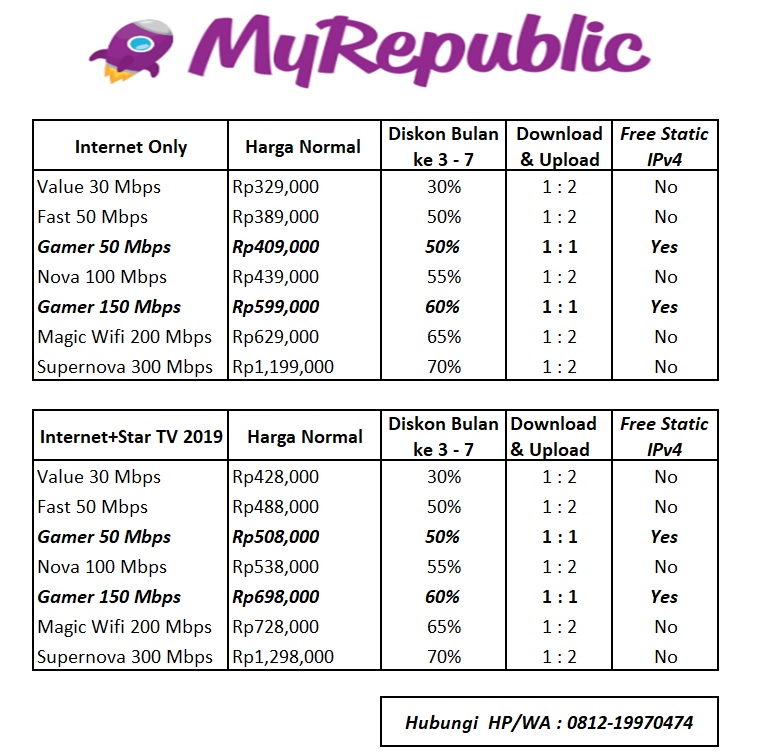 MyRepublic
Internet Only Harga Normal Diskon Bulan ke 3 - 7 Download & Upload Free Static IPv4
Value 30 Mbps Rp329,000 30% 1 : 2 No
Fast 50 Mbps Rp389,000 50% 1 : 2 No
Gamer 50 Mbps Rp409,000 50% 1 : 1 Yes
Nova 100 Mbps Rp439,000 55% 1 : 2 No
Gamer 150 Mbps Rp599,000 60% 1 : 1 Yes
Magic Wifi 200 Mbps Rp629,000 65% 1 : 2 No
Supernova 300 Mbps Rp1,199,000 70% 1 : 2 No
Internet+Star TV 2019 Harga Normal Diskon Bulan ke 3 - 7 Download & Upload Free Static IPv4
Value 30 Mbps Rp428,000 30% 1 : 2 No
Fast 50 Mbps Rp488,000 50% 1 : 2 No
Gamer 50 Mbps Rp508,000 50% 1 : 1 Yes
Nova 100 Mbps Rp538,000 55% 1 : 2 No
Gamer 150 Mbps Rp698,000 60% 1 : 1 Yes
Magic Wifi 200 Mbps Rp728,000 65% 1 : 2 No
Supernova 300 Mbps Rp1,298,000 70% 1 : 2 No
Hubungi HP/WA : 0812-19970474